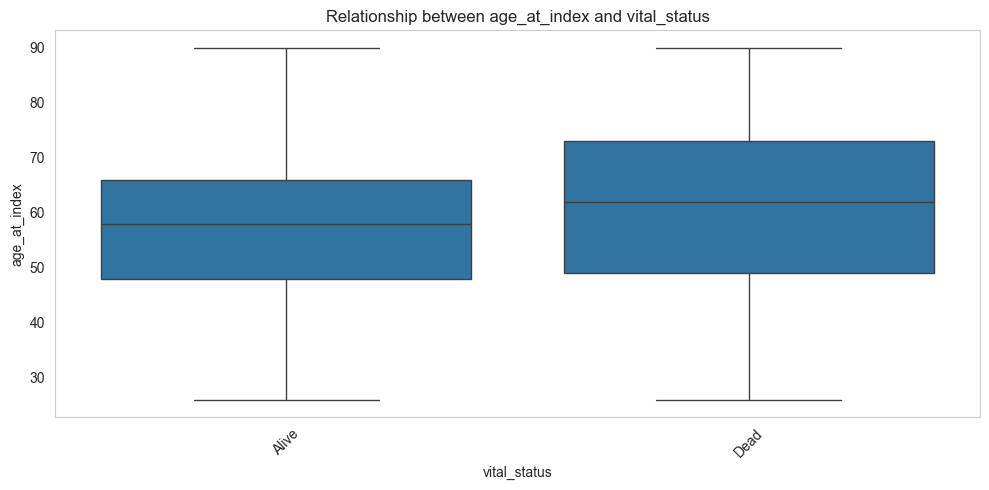 Relationship between age_at_index and vital_status
age_at_index
90
80
70
60
50
40
30
Alive
Dead
vital_status